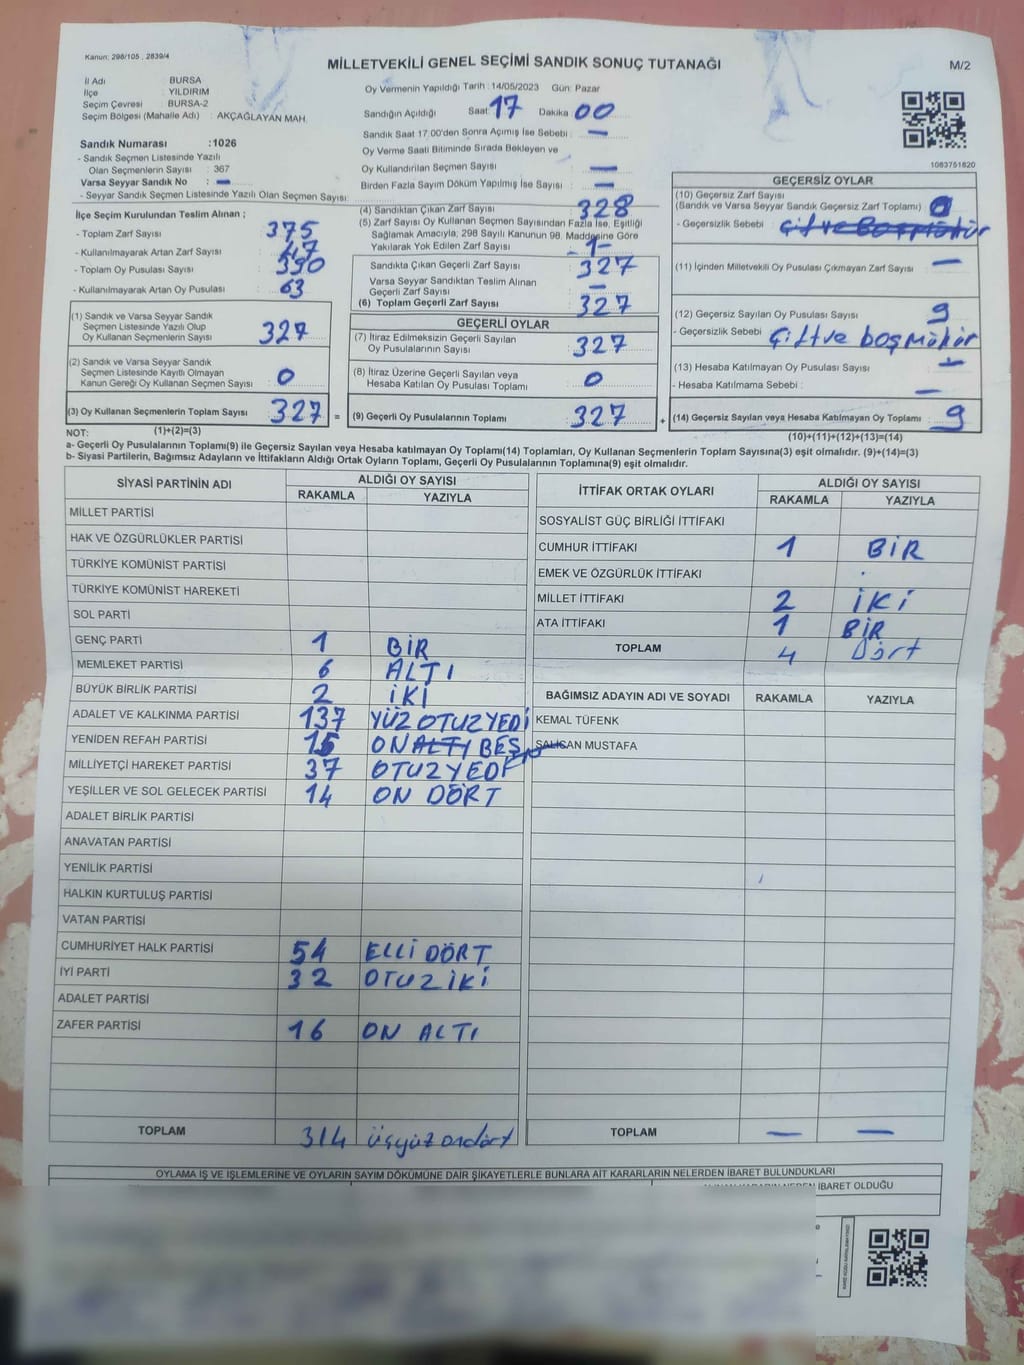 Kanun: 298/105 , 2839/4
MİLLETVEKİLİ GENEL SEÇİMİ SANDIK SONUÇ TUTANAĞI
M/2
İl Adı : BURSA
İlçe : YILDIRIM
Seçim Çevresi : BURSA-2
Seçim Bölgesi (Mahalle Adı) : AKÇAĞLAYAN MAH.
Oy Vermenin Yapıldığı Tarih : 14/05/2023 Gün: Pazar
Sandığın Açıldığı Saat: 17 Dakika : 00
Sandık Saat 17:00'den Sonra Açımış İse Sebebi : —
Oy Verme Saati Bitiminde Sırada Bekleyen ve
Oy Kullandırılan Seçmen Sayısı : —
Birden Fazla Sayım Döküm Yapılmış İse Sayısı : —
1083751820
Sandık Numarası :1026
- Sandık Seçmen Listesinde Yazılı
Olan Seçmenlerin Sayısı : 367
Varsa Seyyar Sandık No : —
- Seyyar Sandık Seçmen Listesinde Yazılı Olan Seçmen Sayısı:
İlçe Seçim Kurulundan Teslim Alınan ;
- Toplam Zarf Sayısı : 375
- Kullanılmayarak Artan Zarf Sayısı : 47
- Toplam Oy Pusulası Sayısı : 390
- Kullanılmayarak Artan Oy Pusulası : 63
(1) Sandık ve Varsa Seyyar Sandık
Seçmen Listesinde Yazılı Olup
Oy Kullanan Seçmenlerin Sayısı : 327
(2) Sandık ve Varsa Seyyar Sandık
Seçmen Listesinde Kayıtlı Olmayan
Kanun Gereği Oy Kullanan Seçmen Sayısı : 0
(3) Oy Kullanan Seçmenlerin Toplam Sayısı : 327 =
(1)+(2)=(3)
(4) Sandıktan Çıkan Zarf Sayısı : 328
(5) Zarf Sayısı Oy Kullanan Seçmen Sayısından Fazla İse, Eşitliği
Sağlamak Amacıyla; 298 Sayılı Kanunun 98. Maddesine Göre
Yakılarak Yok Edilen Zarf Sayısı : -1-
Sandıkta Çıkan Geçerli Zarf Sayısı : 327
Varsa Seyyar Sandıktan Teslim Alınan
Geçerli Zarf Sayısı : —
(6) Toplam Geçerli Zarf Sayısı : 327
GEÇERLİ OYLAR
(7) İtiraz Edilmeksizin Geçerli Sayılan
Oy Pusulalarının Sayısı : 327
(8) İtiraz Üzerine Geçerli Sayılan veya
Hesaba Katılan Oy Pusulası Toplamı : 0
(9) Geçerli Oy Pusulalarının Toplamı : 327 +
GEÇERSİZ OYLAR
(10) Geçersiz Zarf Sayısı
(Sandık ve Varsa Seyyar Sandık Geçersiz Zarf Toplamı) : 0
- Geçersizlik Sebebi : Çift ve Boş Mühür
(11) İçinden Milletvekili Oy Pusulası Çıkmayan Zarf Sayısı : —
(12) Geçersiz Sayılan Oy Pusulası Sayısı : 9
- Geçersizlik Sebebi : Çift ve boş Mühür
(13) Hesaba Katılmayan Oy Pusulası Sayısı : —
- Hesaba Katılmama Sebebi : —
(14) Geçersiz Sayılan veya Hesaba Katılmayan Oy Toplamı : 9
(10)+(11)+(12)+(13)=(14)
NOT:
a- Geçerli Oy Pusulalarının Toplamı(9) ile Geçersiz Sayılan veya Hesaba katılmayan Oy Toplamı(14) Toplamları, Oy Kullanan Seçmenlerin Toplam Sayısına(3) eşit olmalıdır. (9)+(14)=(3)
b- Siyasi Partilerin, Bağımsız Adayların ve İttifakların Aldığı Ortak Oyların Toplamı, Geçerli Oy Pusulalarının Toplamına(9) eşit olmalıdır.
SİYASİ PARTİNİN ADI
ALDIĞI OY SAYISI
RAKAMLA YAZIYLA
MİLLET PARTİSİ
HAK VE ÖZGÜRLÜKLER PARTİSİ
TÜRKİYE KOMÜNİST PARTİSİ
TÜRKİYE KOMÜNİST HAREKETİ
SOL PARTİ
GENÇ PARTİ 1 BİR
MEMLEKET PARTİSİ 6 ALTI
BÜYÜK BİRLİK PARTİSİ 2 İKİ
ADALET VE KALKINMA PARTİSİ 137 YÜZ OTUZ YEDİ
YENİDEN REFAH PARTİSİ 15 ON ALTI BEŞ
MİLLİYETÇİ HAREKET PARTİSİ 37 OTUZ YEDİ
YEŞİLLER VE SOL GELECEK PARTİSİ 14 ON DÖRT
ADALET BİRLİK PARTİSİ
ANAVATAN PARTİSİ
YENİLİK PARTİSİ
HALKIN KURTULUŞ PARTİSİ
VATAN PARTİSİ
CUMHURİYET HALK PARTİSİ 54 ELLİ DÖRT
İYİ PARTİ 32 OTUZ İKİ
ADALET PARTİSİ
ZAFER PARTİSİ 16 ON ALTI
TOPLAM 314 üçyüz ondört
İTTİFAK ORTAK OYLARI
ALDIĞI OY SAYISI
RAKAMLA YAZIYLA
SOSYALİST GÜÇ BİRLİĞİ İTTİFAKI
CUMHUR İTTİFAKI 1 BİR
EMEK VE ÖZGÜRLÜK İTTİFAKI
MİLLET İTTİFAKI 2 İKİ
ATA İTTİFAKI 1 BİR
TOPLAM 4 Dört
BAĞIMSIZ ADAYIN ADI VE SOYADI RAKAMLA YAZIYLA
KEMAL TÜFENK
SALİCAN MUSTAFA
TOPLAM — —
OYLAMA İŞ VE İŞLEMLERİNE VE OYLARIN SAYIM DÖKÜMÜNE DAİR ŞİKAYETLERLE BUNLARA AİT KARARLARIN NELERDEN İBARET BULUNDUKLARI
İBARET OLDUĞU